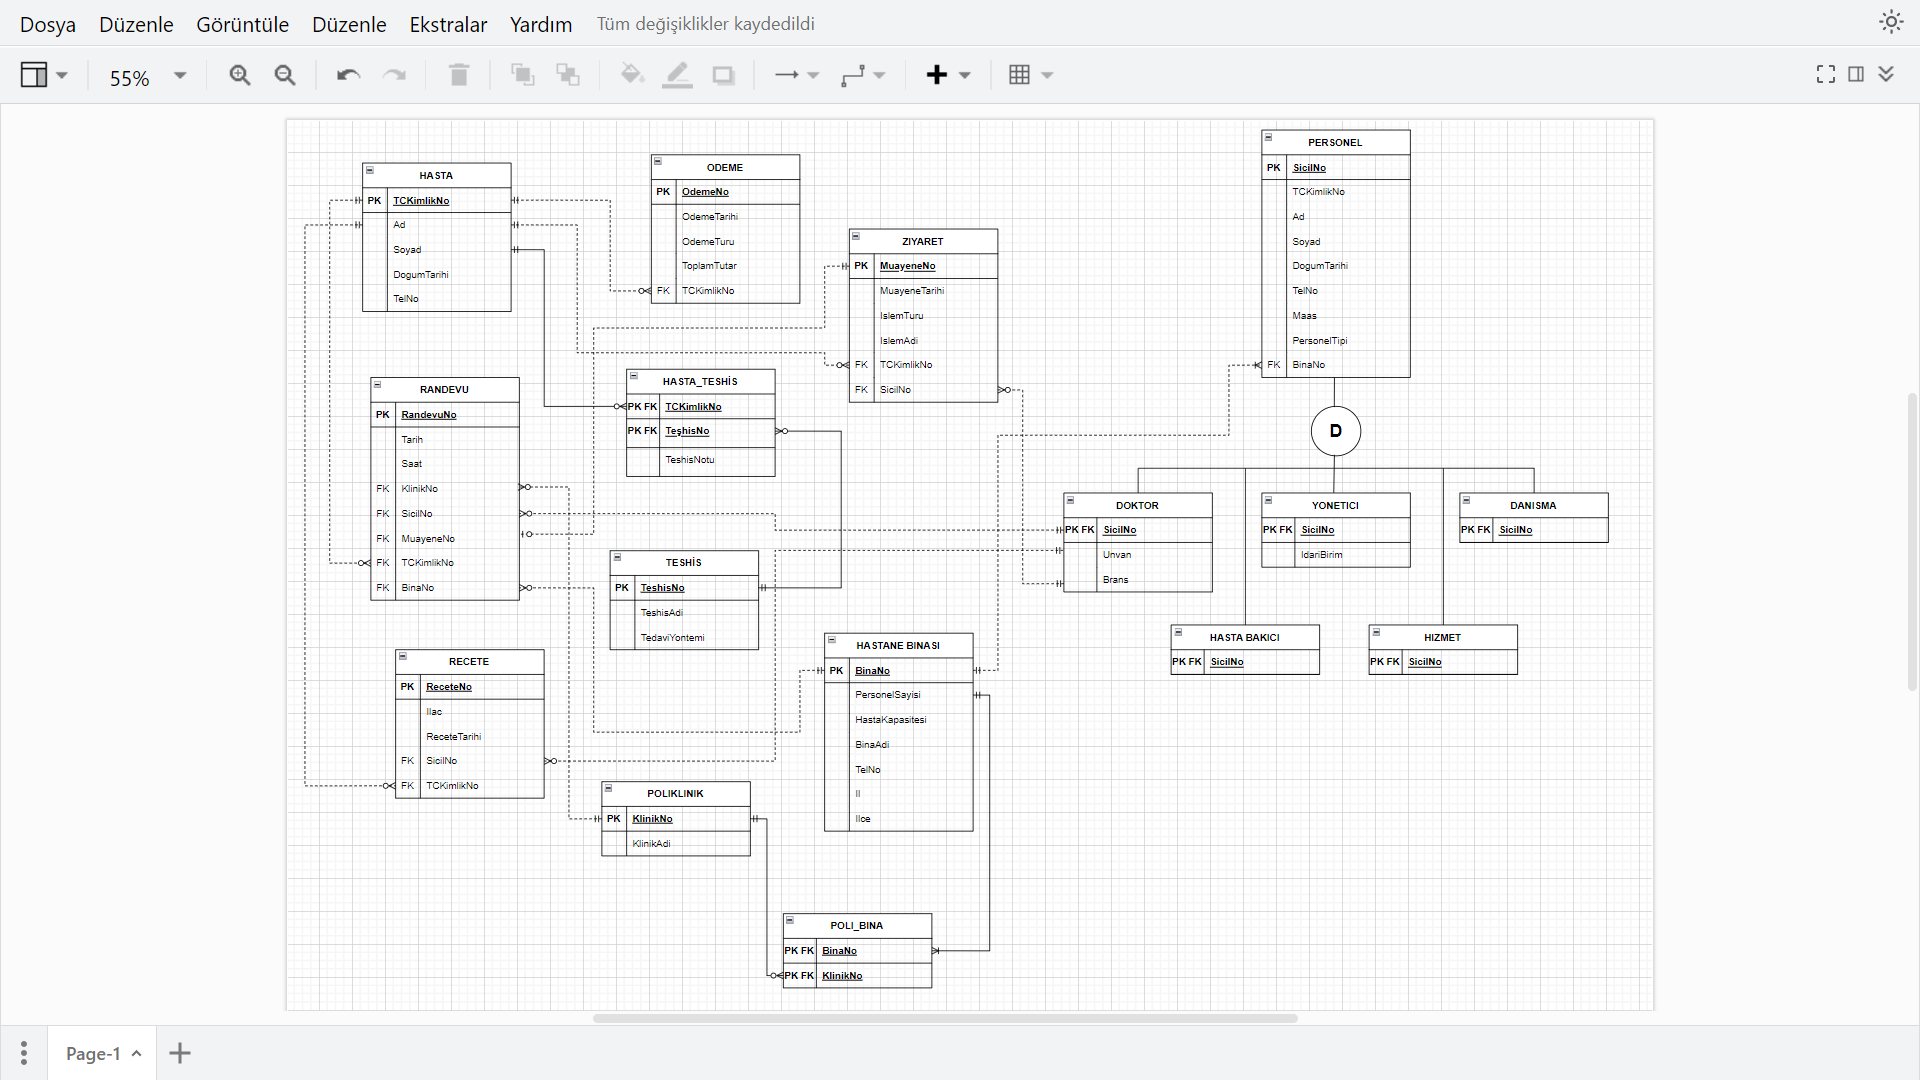 Dosya Düzenle Görüntüle Düzenle Ekstralar Yardım Tüm değişiklikler kaydedildi
55%
HASTA
PK TCKimlikNo
Ad
Soyad
DogumTarihi
TelNo
ODEME
PK OdemeNo
OdemeTarihi
OdemeTuru
ToplamTutar
FK TCKimlikNo
ZIYARET
PK MuayeneNo
MuayeneTarihi
IslemTuru
IslemAdi
FK TCKimlikNo
FK SicilNo
PERSONEL
PK SicilNo
TCKimlikNo
Ad
Soyad
DogumTarihi
TelNo
Maas
PersonelTipi
FK BinaNo
D
RANDEVU
PK RandevuNo
Tarih
Saat
FK KlinikNo
FK SicilNo
FK MuayeneNo
FK TCKimlikNo
FK BinaNo
HASTA_TESHİS
PK FK TCKimlikNo
PK FK TeşhisNo
TeshisNotu
DOKTOR
PK FK SicilNo
Unvan
Brans
YONETICI
PK FK SicilNo
IdariBirim
DANISMA
PK FK SicilNo
TESHİS
PK TeshisNo
TeshisAdi
TedaviYontemi
HASTA BAKICI
PK FK SicilNo
HIZMET
PK FK SicilNo
HASTANE BINASI
PK BinaNo
PersonelSayisi
HastaKapasitesi
BinaAdi
TelNo
Il
Ilce
RECETE
PK ReceteNo
Ilac
ReceteTarihi
FK SicilNo
FK TCKimlikNo
POLIKLINIK
PK KlinikNo
KlinikAdi
POLI_BINA
PK FK BinaNo
PK FK KlinikNo
Page-1